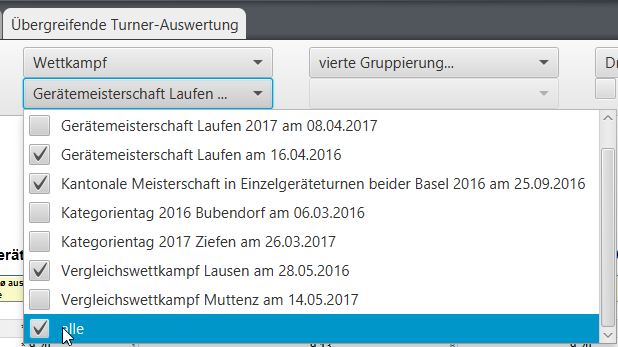 Übergreifende Turner-Auswertung
Wettkampf
vierte Gruppierung...
Gerätemeisterschaft Laufen ...
Gerätemeisterschaft Laufen 2017 am 08.04.2017
Gerätemeisterschaft Laufen am 16.04.2016
Kantonale Meisterschaft in Einzelgeräteturnen beider Basel 2016 am 25.09.2016
Kategorientag 2016 Bubendorf am 06.03.2016
Kategorientag 2017 Ziefen am 26.03.2017
Vergleichswettkampf Lausen am 28.05.2016
Vergleichswettkampf Muttenz am 14.05.2017
alle